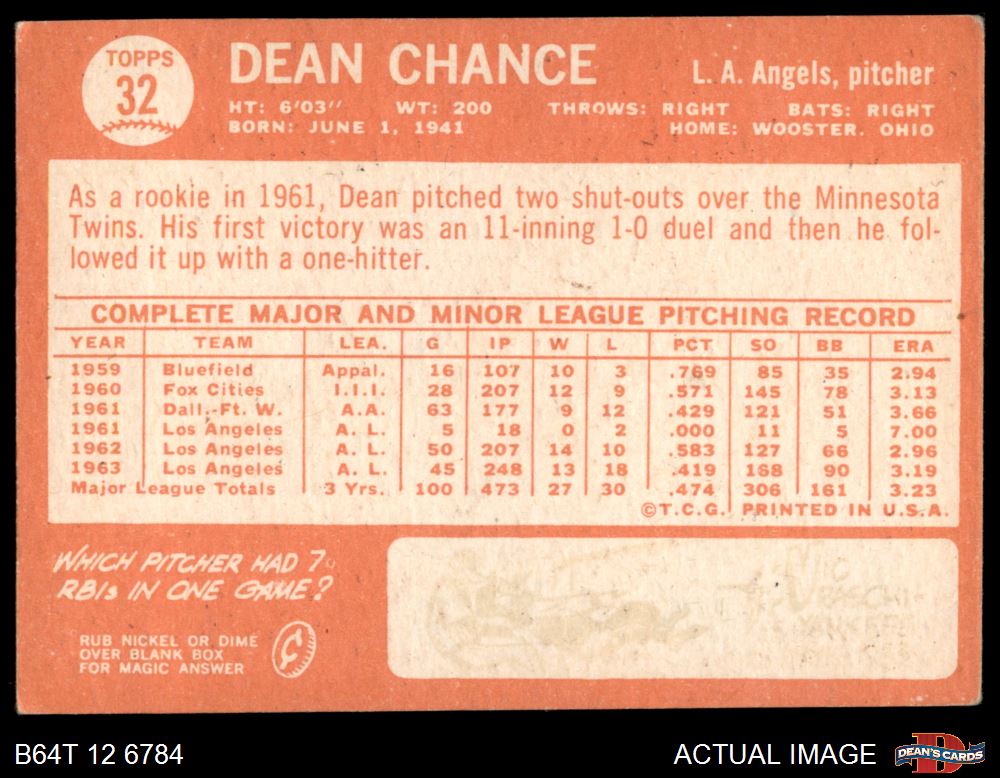 TOPPS
32
DEAN CHANCE
L. A. Angels, pitcher
HT: 6'03" WT: 200 THROWS: RIGHT BATS: RIGHT
BORN: JUNE 1, 1941 HOME: WOOSTER, OHIO
As a rookie in 1961, Dean pitched two shut-outs over the Minnesota
Twins. His first victory was an 11-inning 1-0 duel and then he fol-
lowed it up with a one-hitter.
COMPLETE MAJOR AND MINOR LEAGUE PITCHING RECORD
YEAR TEAM LEA. G IP W L PCT SO BB ERA
1959 Bluefield Appal. 16 107 10 3 .769 85 35 2.94
1960 Fox Cities I.I.I. 28 207 12 9 .571 145 78 3.13
1961 Dall.-Ft. W. A.A. 63 177 9 12 .429 121 51 3.66
1961 Los Angeles A. L. 5 18 0 2 .000 11 5 7.00
1962 Los Angeles A. L. 50 207 14 10 .583 127 66 2.96
1963 Los Angeles A. L. 45 248 13 18 .419 168 90 3.19
Major League Totals 3 Yrs. 100 473 27 30 .474 306 161 3.23
©T.C.G. PRINTED IN U.S.A.
WHICH PITCHER HAD 7
RBIs IN ONE GAME?
RUB NICKEL OR DIME
OVER BLANK BOX
FOR MAGIC ANSWER
¢
B64T 12 6784
ACTUAL IMAGE
DEAN'S CARDS